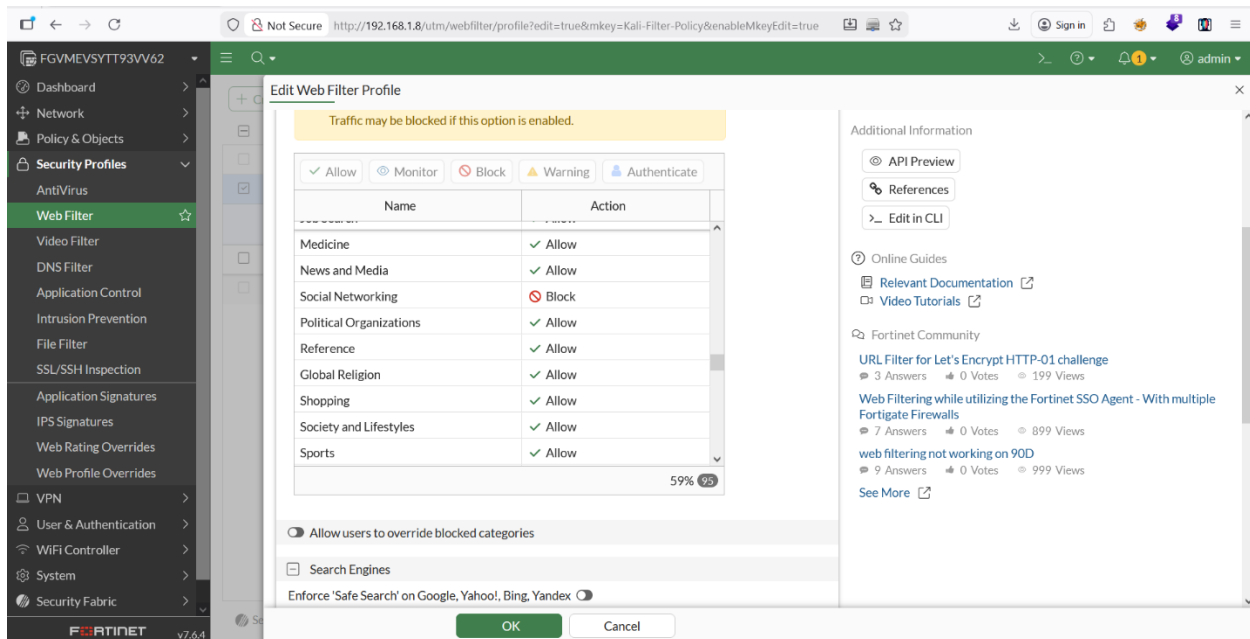 Not Secure http://192.168.1.8/utm/webfilter/profile?edit=true&mkey=Kali-Filter-Policy&enableMkeyEdit=true Sign in 8
FGVMEVSYTT93VV62
>_ 1 admin
Dashboard
Network
Policy & Objects
Security Profiles
AntiVirus
Web Filter
Video Filter
DNS Filter
Application Control
Intrusion Prevention
File Filter
SSL/SSH Inspection
Application Signatures
IPS Signatures
Web Rating Overrides
Web Profile Overrides
VPN
User & Authentication
WiFi Controller
System
Security Fabric
FORTINET v7.6.4
Edit Web Filter Profile
Traffic may be blocked if this option is enabled.
Allow Monitor Block Warning Authenticate
Name Action
Medicine Allow
News and Media Allow
Social Networking Block
Political Organizations Allow
Reference Allow
Global Religion Allow
Shopping Allow
Society and Lifestyles Allow
Sports Allow
59% 95
Allow users to override blocked categories
Search Engines
Enforce 'Safe Search' on Google, Yahoo!, Bing, Yandex
OK Cancel
Additional Information
API Preview
References
>_ Edit in CLI
Online Guides
Relevant Documentation
Video Tutorials
Fortinet Community
URL Filter for Let's Encrypt HTTP-01 challenge
3 Answers 0 Votes 199 Views
Web Filtering while utilizing the Fortinet SSO Agent - With multiple
Fortigate Firewalls
7 Answers 0 Votes 899 Views
web filtering not working on 90D
9 Answers 0 Votes 999 Views
See More